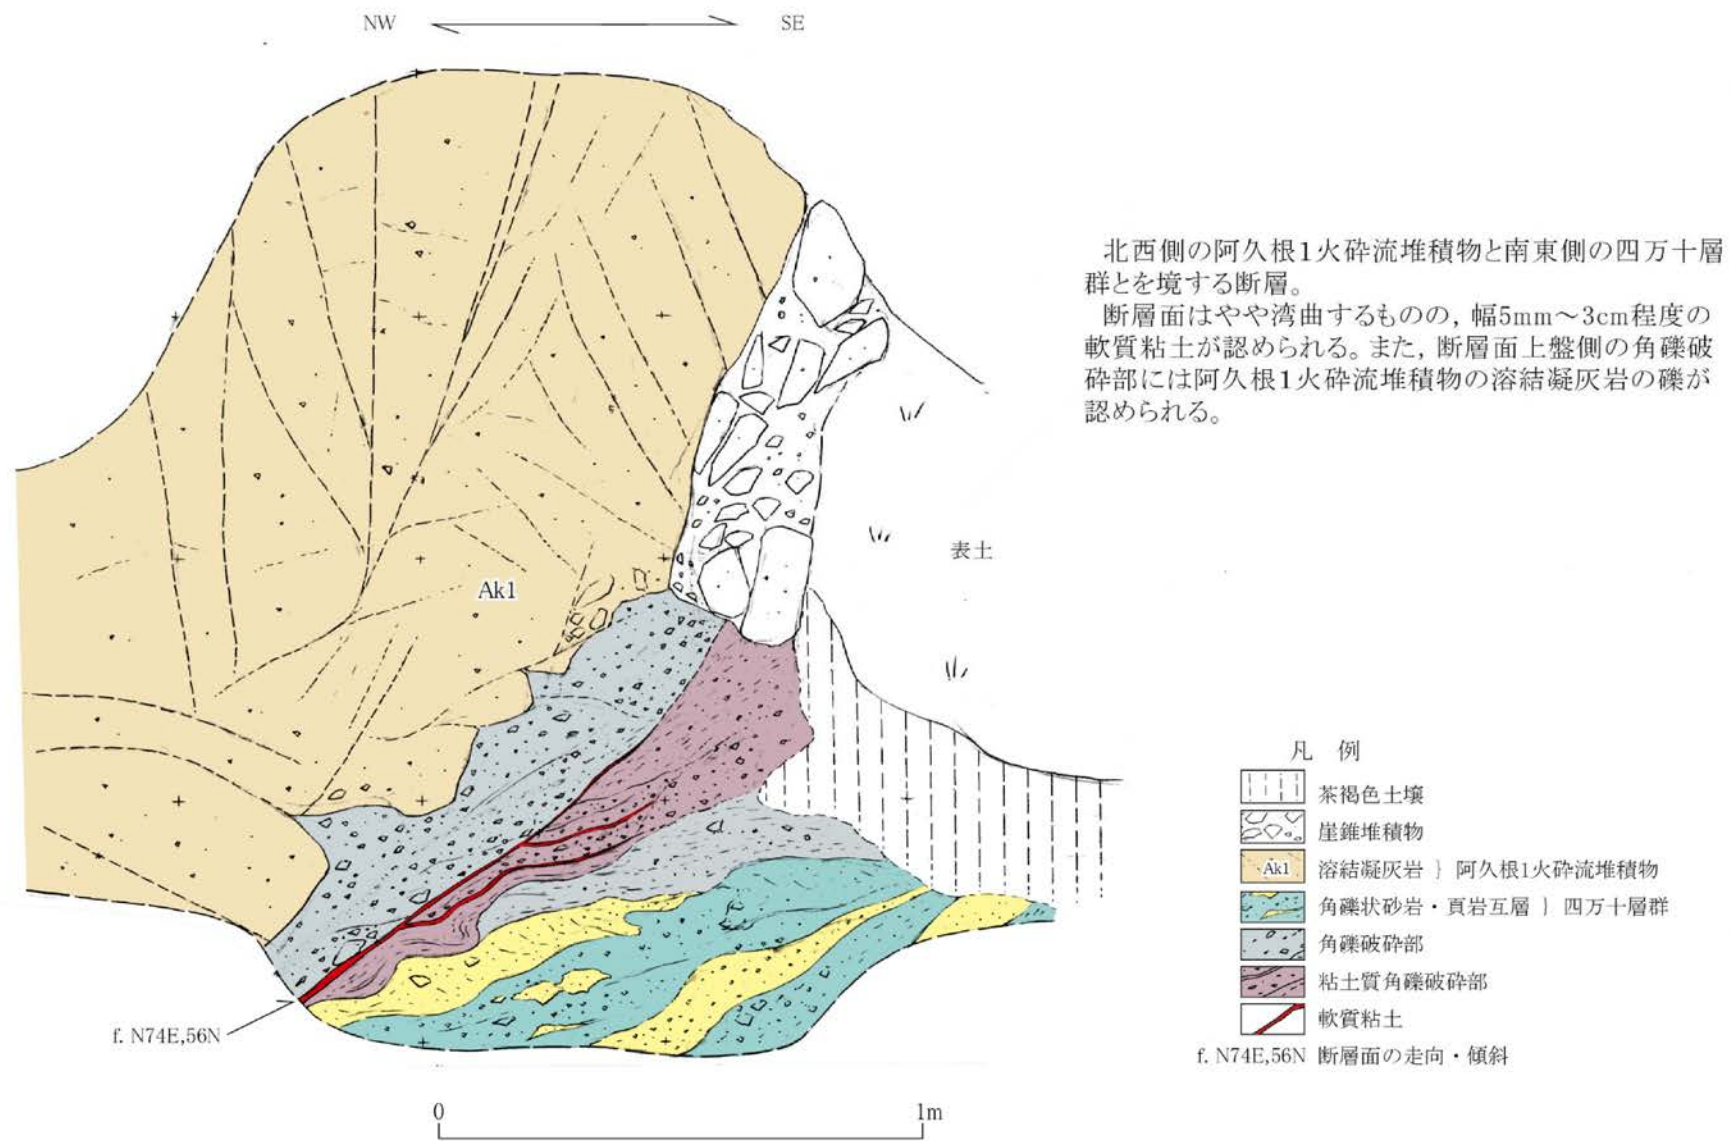 NW SE
北西側の阿久根1火砕流堆積物と南東側の四万十層
群とを境する断層。
断層面はやや湾曲するものの，幅5mm～3cm程度の
軟質粘土が認められる。また，断層面上盤側の角礫破
砕部には阿久根1火砕流堆積物の溶結凝灰岩の礫が
認められる。
表土
Ak1
f. N74E,56N
凡 例
茶褐色土壌
崖錐堆積物
Ak1 溶結凝灰岩 } 阿久根1火砕流堆積物
角礫状砂岩・頁岩互層 } 四万十層群
角礫破砕部
粘土質角礫破砕部
軟質粘土
f. N74E,56N 断層面の走向・傾斜
0 1m